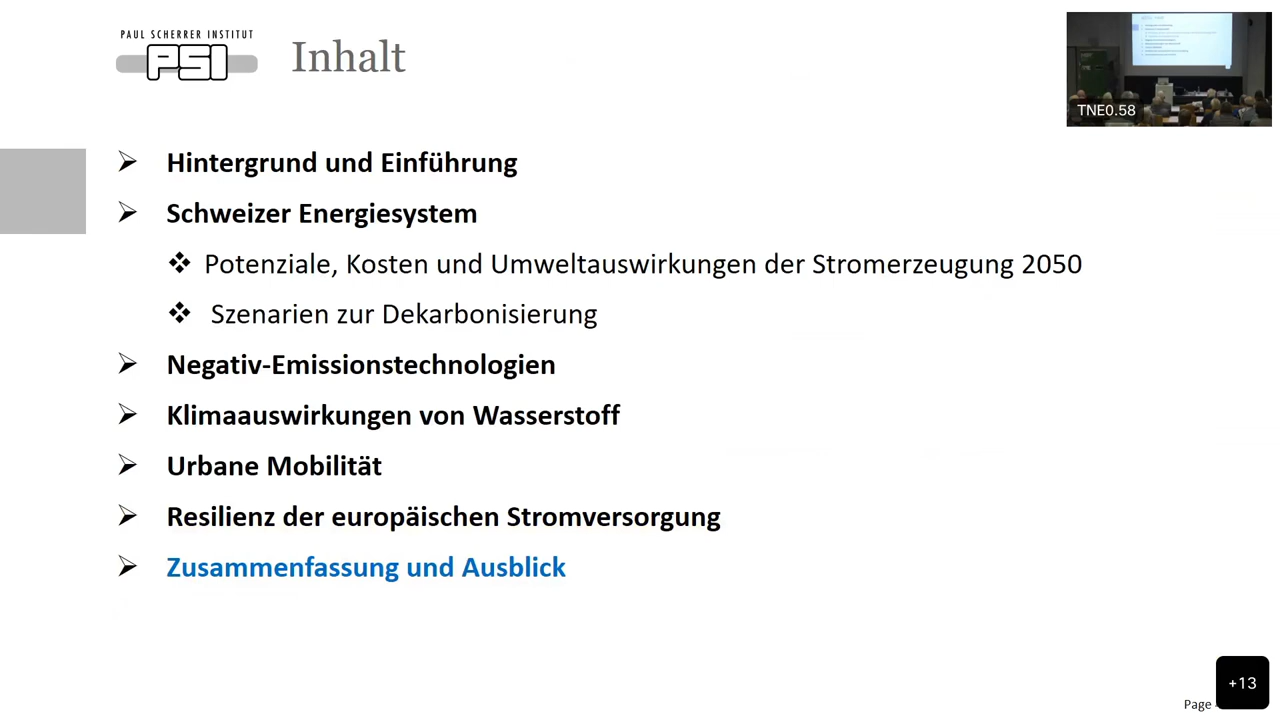 PAUL SCHERRER INSTITUT
PSI
Inhalt
TNE0.58
Hintergrund und Einführung
Schweizer Energiesystem
Potenziale, Kosten und Umweltauswirkungen der Stromerzeugung 2050
Szenarien zur Dekarbonisierung
Negativ-Emissionstechnologien
Klimaauswirkungen von Wasserstoff
Urbane Mobilität
Resilienz der europäischen Stromversorgung
Zusammenfassung und Ausblick
+13
Page